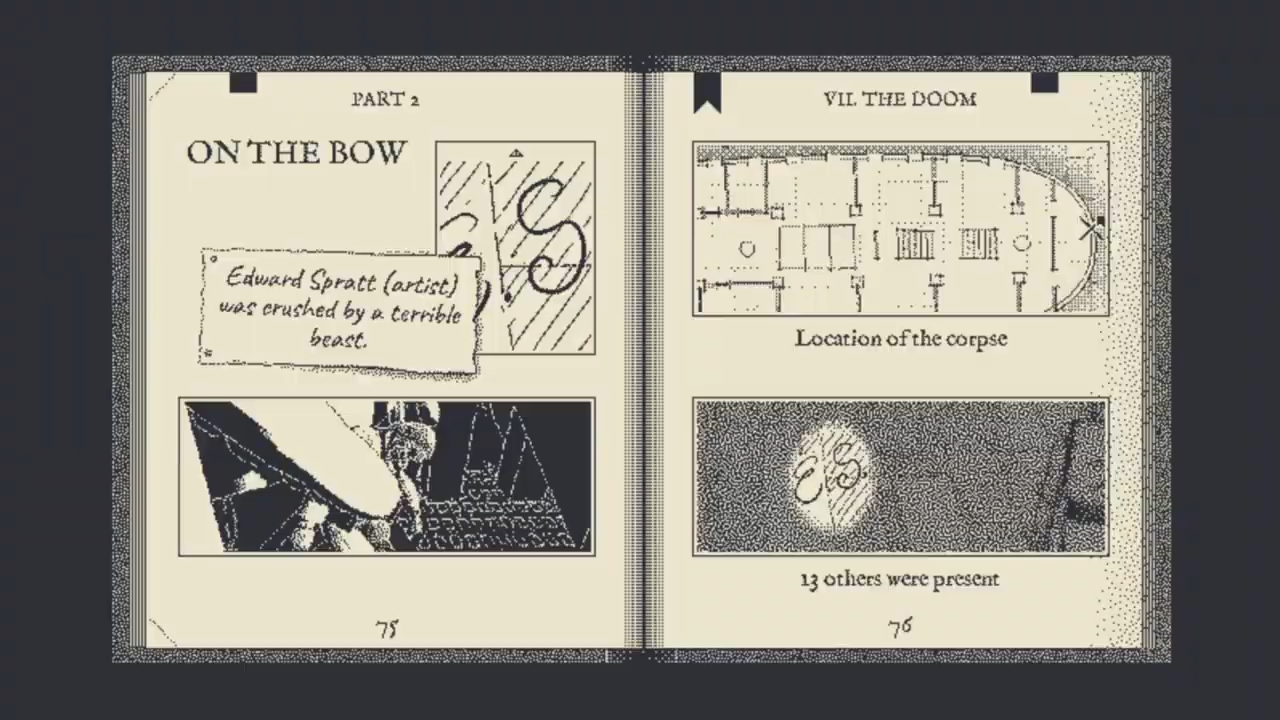 PART 2
ON THE BOW
S
Edward Spratt (artist)
was crushed by a terrible
beast.
75
VII. THE DOOM
Location of the corpse
E.S.
13 others were present
76